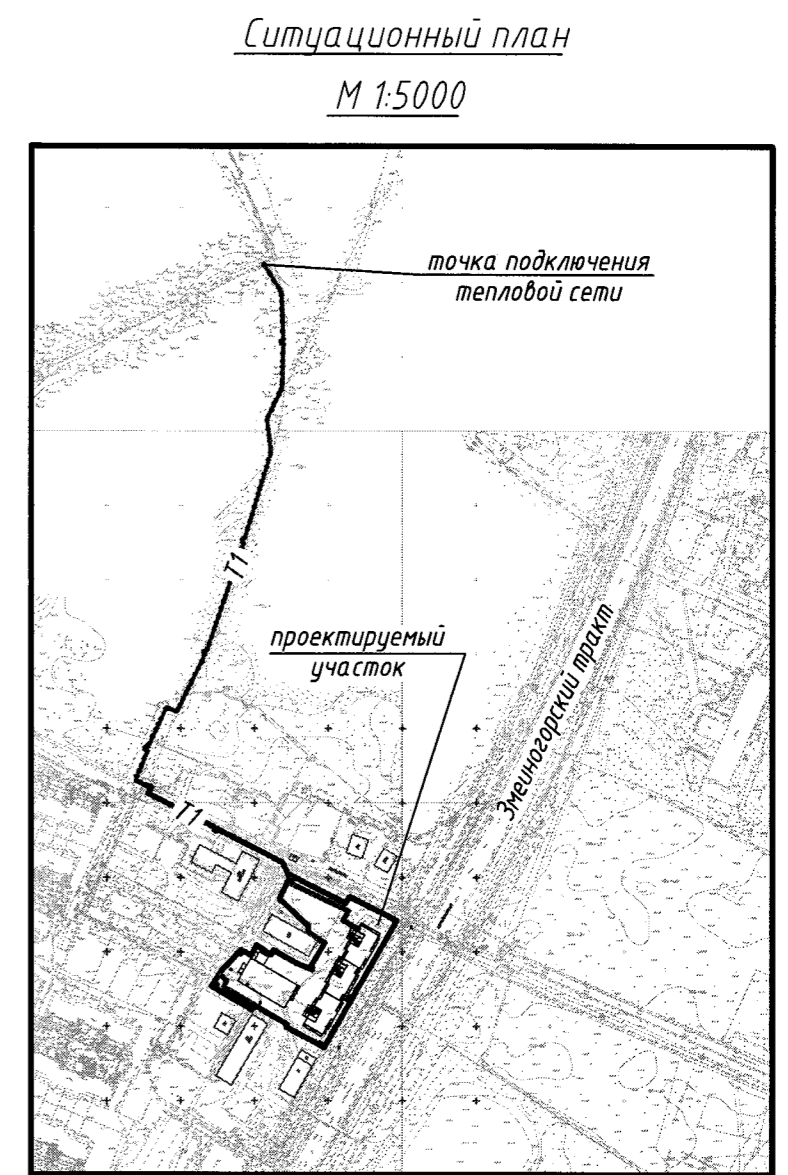 Ситуационный план
М 1:5000
точка подключения
тепловой сети
Т1
проектируемый
участок
Змеиногорский тракт
Т1